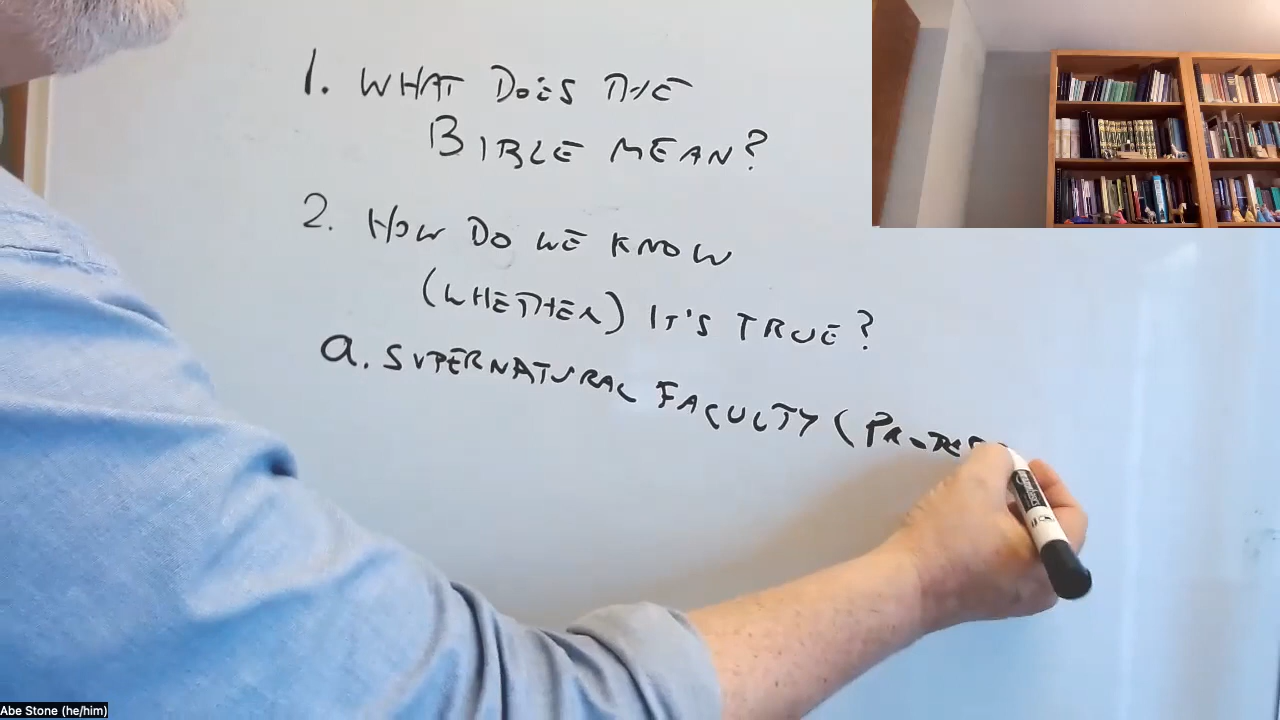 1. WHAT DOES THE
BIBLE MEAN?
2. HOW DO WE KNOW
(WHETHER) IT'S TRUE?
a. SUPERNATURAL FACULTY (PROTES
Abe Stone (he/him)